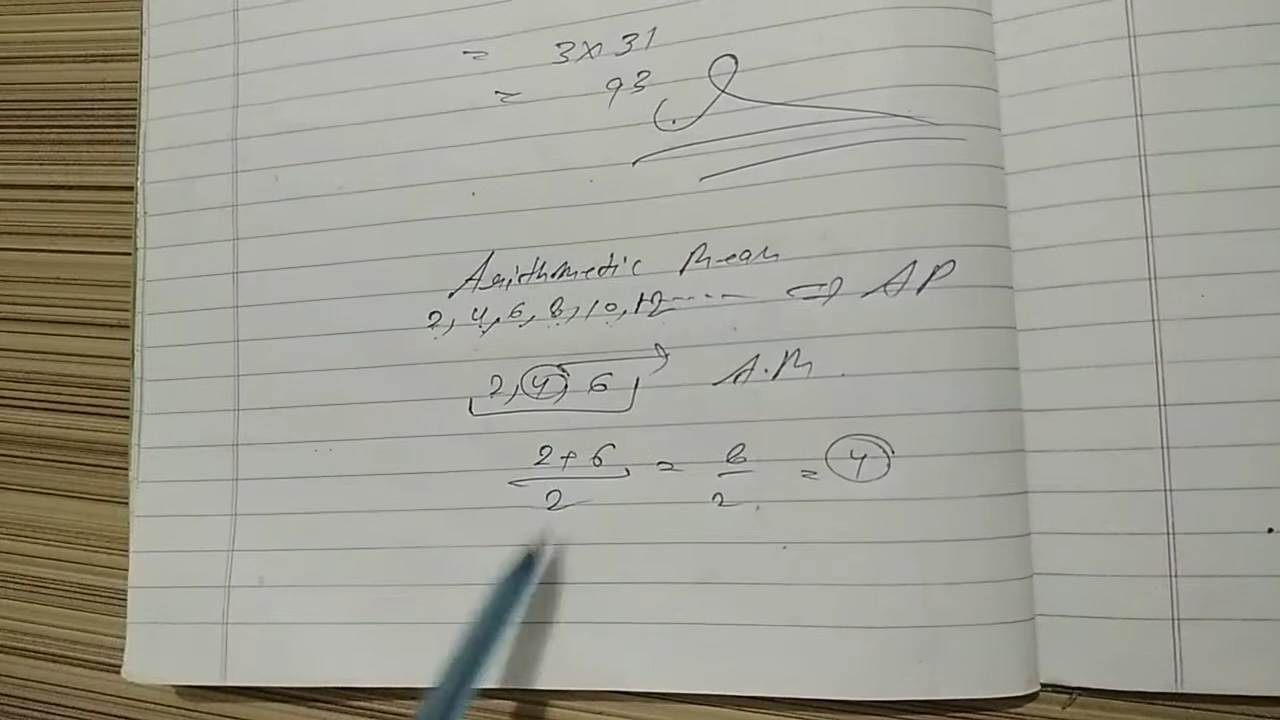 = 3x31
= 93
Arithmetic Mean
2, 4, 6, 8, 10, 12---- ⇒ AP
2, 4, 6 A.M.
2+6/2 = 8/2 = 4